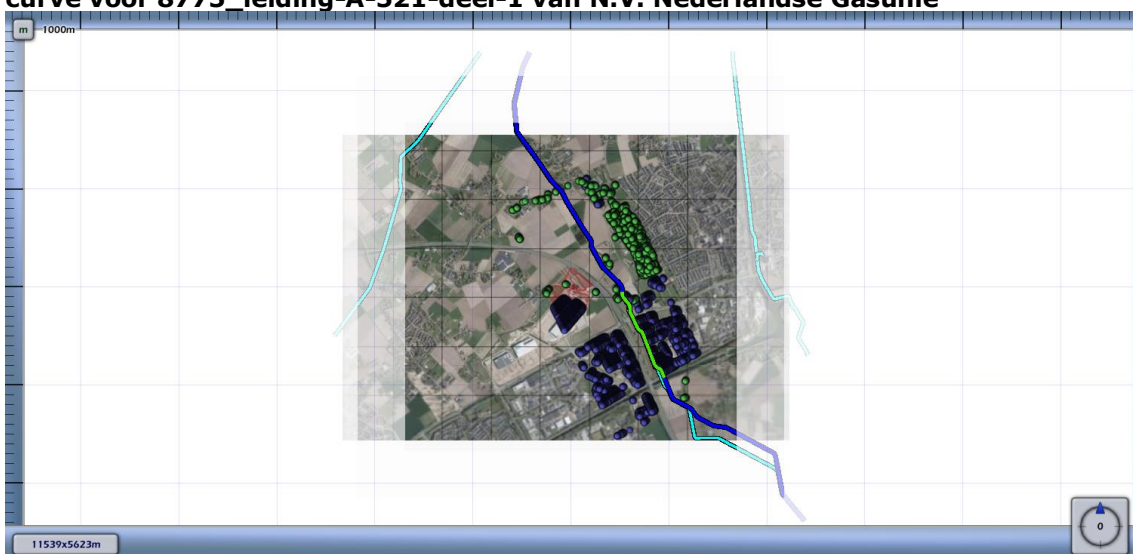 curve voor 8775_leiding-A-521-deel-1 van N.V. Nederlandse Gasunie
m 1000m
11539x5623m
0